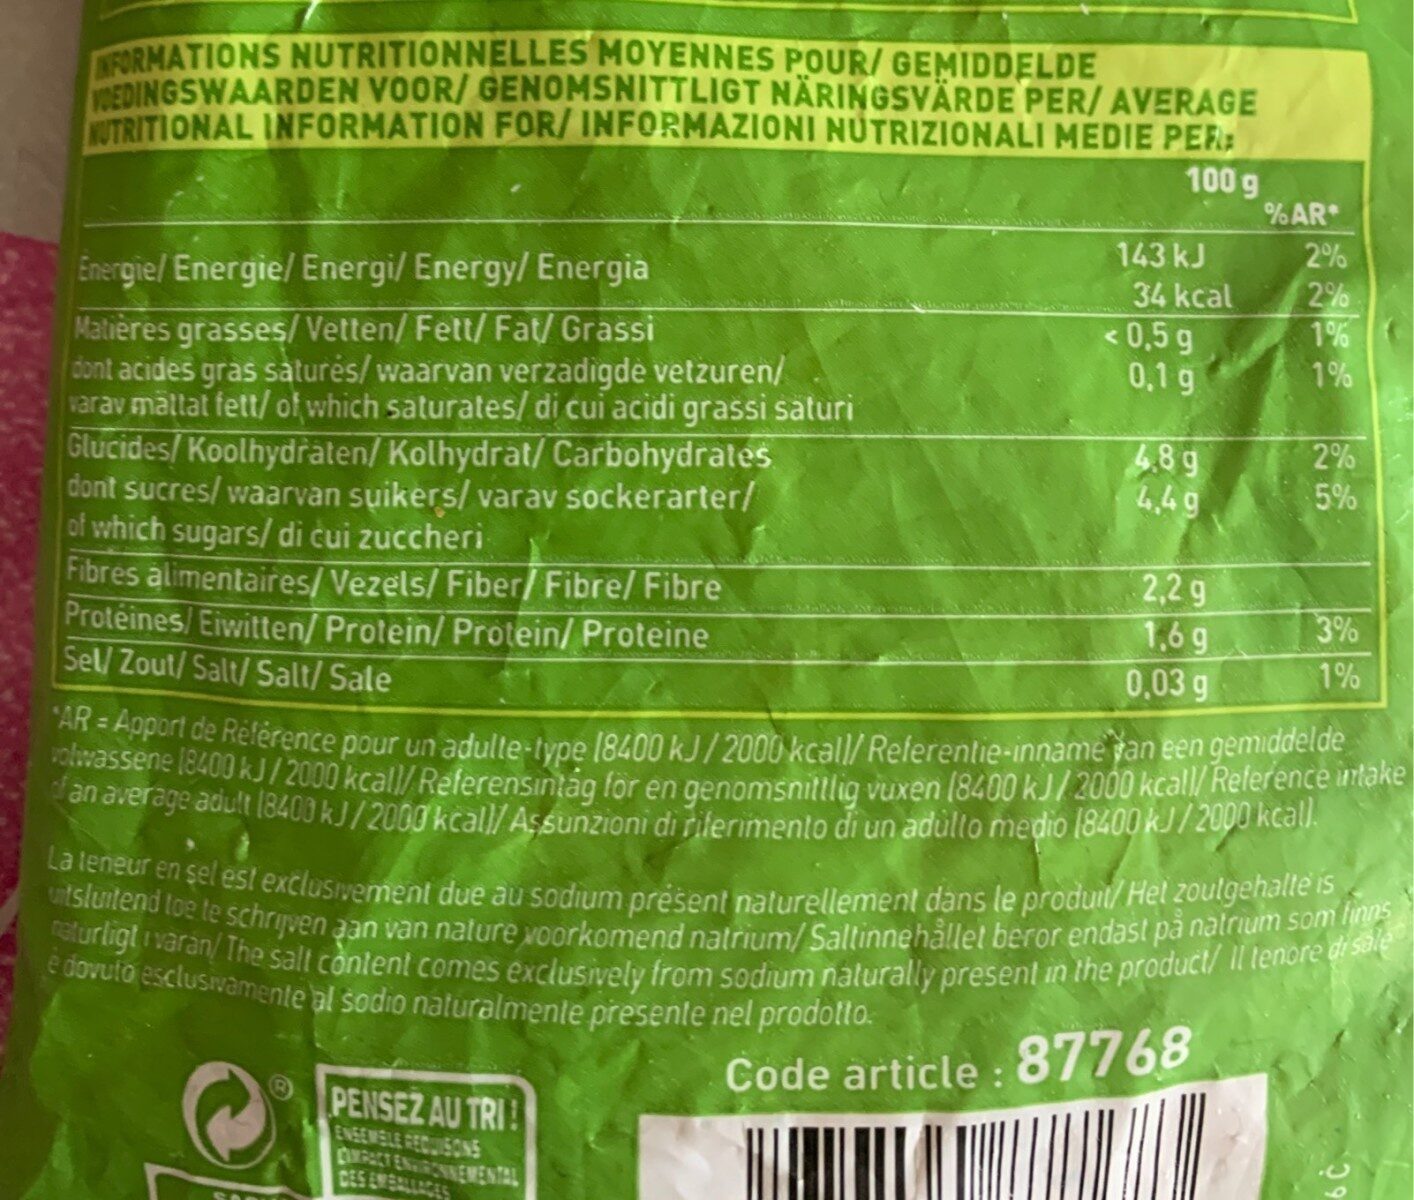 INFORMATIONS NUTRITIONNELLES MOYENNES POUR/ GEMIDDELDE
VOEDINGSWAARDEN VOOR/ GENOMSNITTLIGT NÄRINGSVÄRDE PER/ AVERAGE
NUTRITIONAL INFORMATION FOR/ INFORMAZIONI NUTRIZIONALI MEDIE PER:
100 g
%AR*
Énergie/ Energie/ Energi/ Energy/ Energia 143 kJ 2%
34 kcal 2%
Matières grasses/ Vetten/ Fett/ Fat/ Grassi < 0,5 g 1%
dont acides gras saturés/ waarvan verzadigde vetzuren/ 0,1 g 1%
varav mättat fett/ of which saturates/ di cui acidi grassi saturi
Glucides/ Koolhydraten/ Kolhydrat/ Carbohydrates 4,8 g 2%
dont sucres/ waarvan suikers/ varav sockerarter/ 4,4 g 5%
of which sugars/ di cui zuccheri
Fibres alimentaires/ Vezels/ Fiber/ Fibre/ Fibre 2,2 g
Protéines/ Eiwitten/ Protein/ Protein/ Proteine 1,6 g 3%
Sel/ Zout/ Salt/ Salt/ Sale 0,03 g 1%
*AR = Apport de Référence pour un adulte-type (8400 kJ / 2000 kcal)/ Referentie-inname van een gemiddelde
volwassene (8400 kJ / 2000 kcal)/ Referensintag för en genomsnittlig vuxen (8400 kJ / 2000 kcal)/ Reference intake
of an average adult (8400 kJ / 2000 kcal)/ Assunzioni di riferimento di un adulto medio (8400 kJ / 2000 kcal).
La teneur en sel est exclusivement due au sodium présent naturellement dans le produit/ Het zoutgehalte is
uitsluitend toe te schrijven aan van nature voorkomend natrium/ Saltinnehållet beror endast på natrium som finns
naturligt i varan/ The salt content comes exclusively from sodium naturally present in the product/ Il tenore di sale
è dovuto esclusivamente al sodio naturalmente presente nel prodotto.
Code article : 87768
®
PENSEZ AU TRI !
ENSEMBLE REDUISONS
L'IMPACT ENVIRONNEMENTAL
DES EMBALLAGES